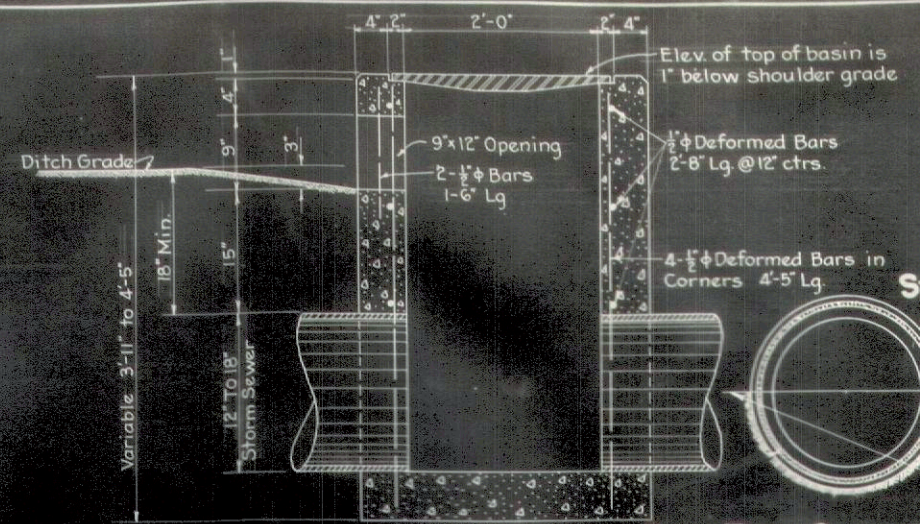 4" 2" 2'-0" 2" 4"
Elev. of top of basin is
1" below shoulder grade
1"
4"
9"
3"
Ditch Grade
9"x12" Opening
2-½"φ Bars
1'-6" Lg
½"φ Deformed Bars
2'-8" Lg. @ 12" ctrs.
18" Min.
15"
4-½"φ Deformed Bars in
Corners 4'-5" Lg.
S
Variable 3'-11" to 4'-5"
12" To 18"
Storm Sewer